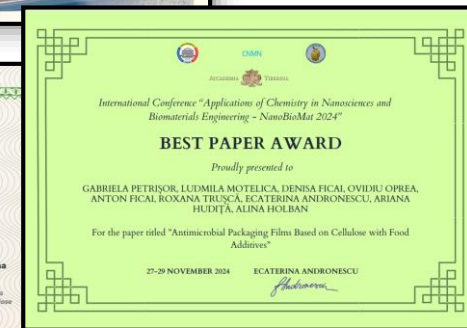 CNMN
ACCADEMIA TIBERINA
International Conference “Applications of Chemistry in Nanosciences and
Biomaterials Engineering – NanoBioMat 2024”
BEST PAPER AWARD
Proudly presented to
GABRIELA PETRIȘOR, LUDMILA MOTELICA, DENISA FICAI, OVIDIU OPREA,
ANTON FICAI, ROXANA TRUȘCĂ, ECATERINA ANDRONESCU, ARIANA
HUDIȚĂ, ALINA HOLBAN
For the paper titled "Antimicrobial Packaging Films Based on Cellulose with Food
Additives"
27-29 NOVEMBER 2024 ECATERINA ANDRONESCU